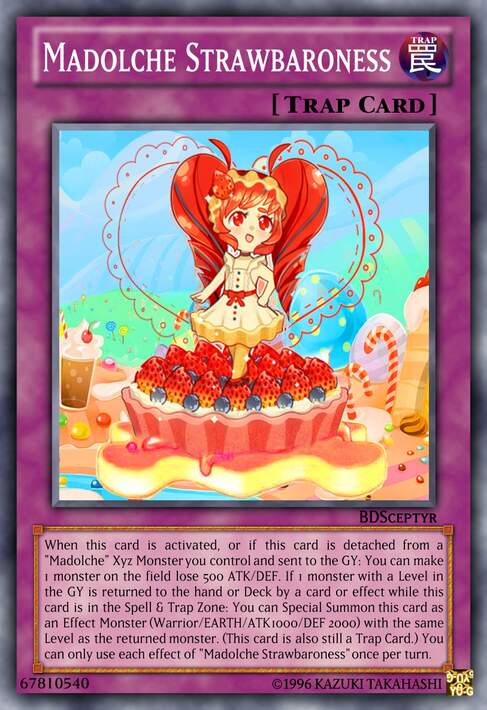 Madolche Strawbaroness
TRAP
罠
[Trap Card]
BDSceptyr
When this card is activated, or if this card is detached from a
"Madolche" Xyz Monster you control and sent to the GY: You can make
1 monster on the field lose 500 ATK/DEF. If 1 monster with a Level in
the GY is returned to the hand or Deck by a card or effect while this
card is in the Spell & Trap Zone: You can Special Summon this card as
an Effect Monster (Warrior/EARTH/ATK1000/DEF 2000) with the same
Level as the returned monster. (This card is also still a Trap Card.) You
can only use each effect of "Madolche Strawbaroness" once per turn.
67810540
©1996 KAZUKI TAKAHASHI